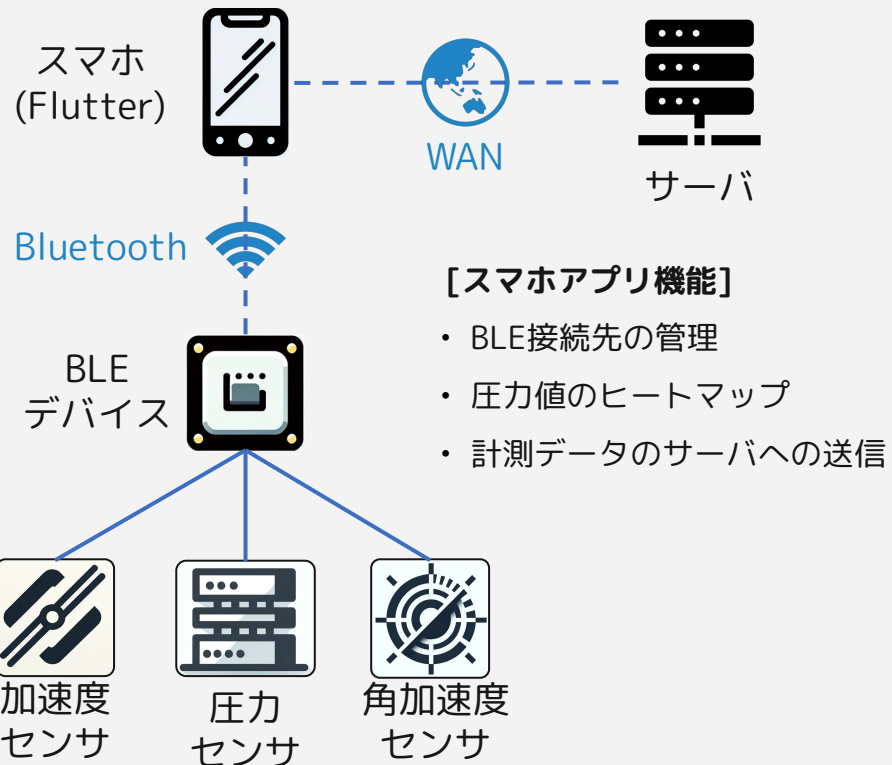 スマホ
(Flutter)
WAN
サーバ
Bluetooth
[スマホアプリ機能]
・ BLE接続先の管理
・ 圧力値のヒートマップ
・ 計測データのサーバへの送信
BLE
デバイス
加速度
センサ
圧力
センサ
角加速度
センサ